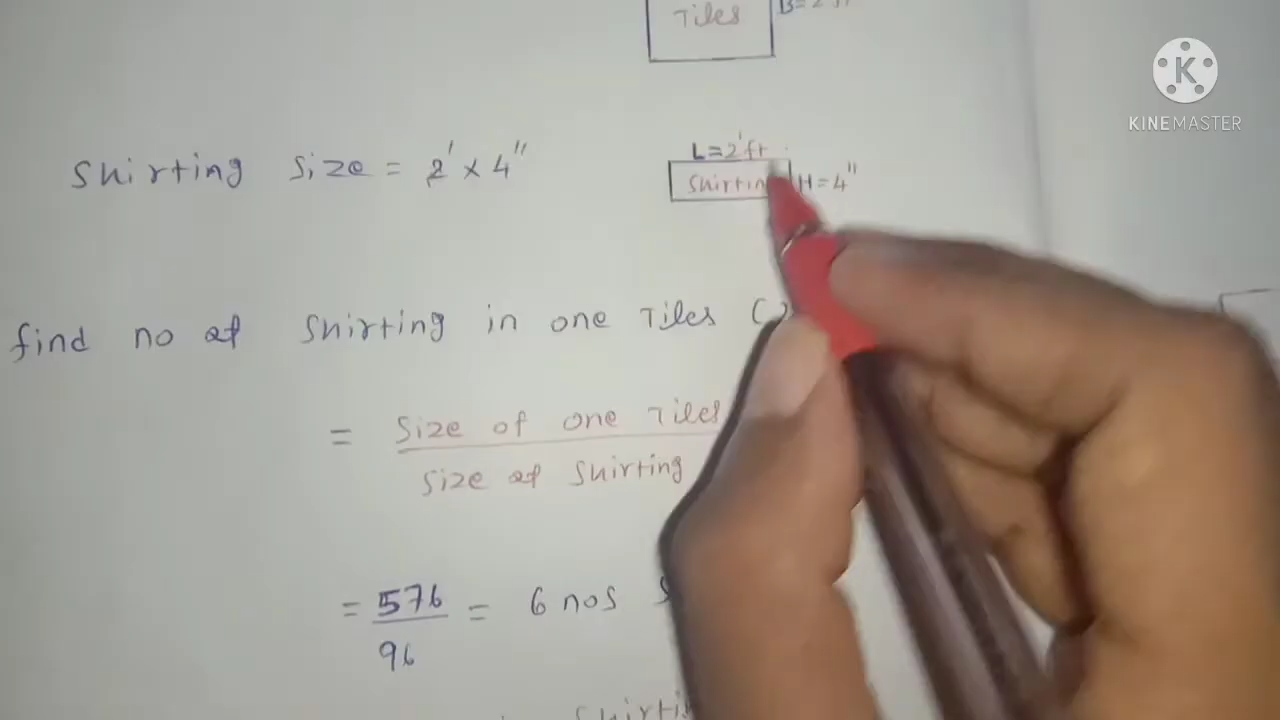 Tiles
KINEMASTER
L=2'ft
Shirting Size = 2' x 4"
Shirtin H = 4"
find no of Shirting in one Tiles
= Size of one Tiles
Size of Shirting
= 576 = 6 nos
96